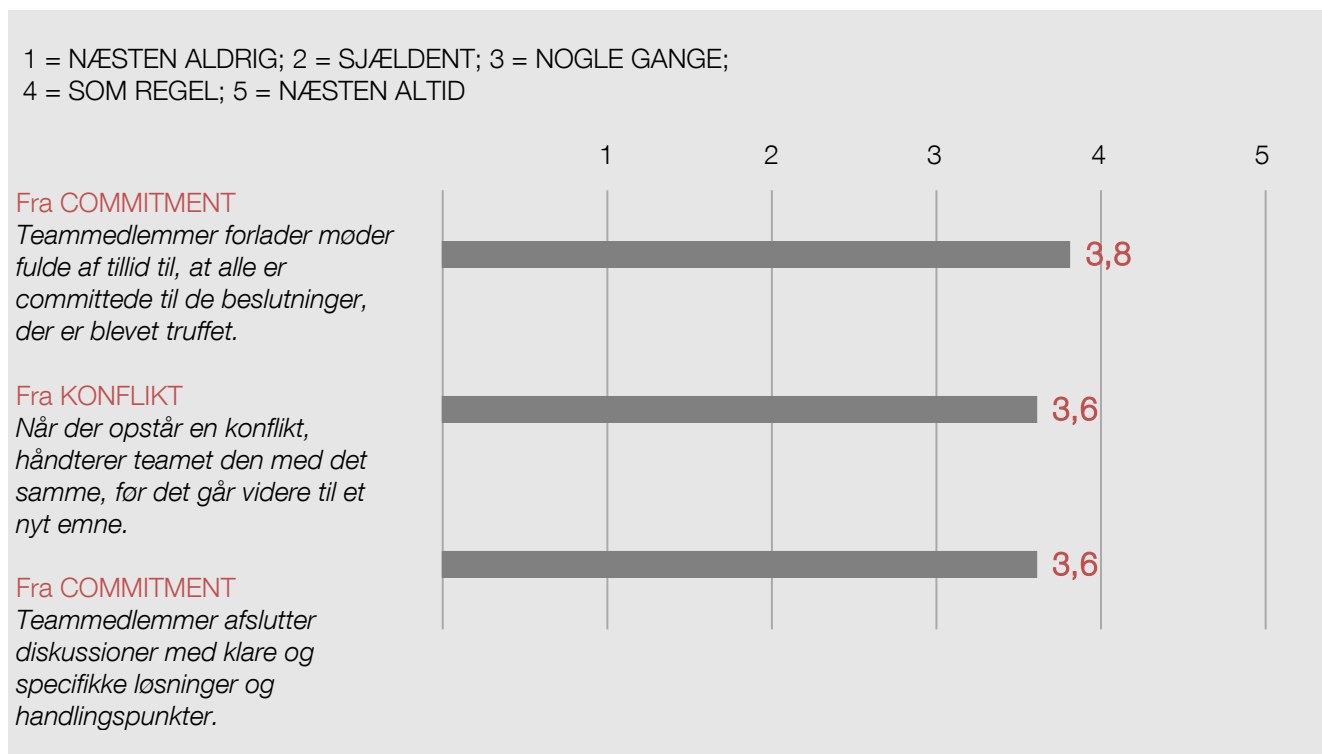 1 = NÆSTEN ALDRIG; 2 = SJÆLDENT; 3 = NOGLE GANGE;
4 = SOM REGEL; 5 = NÆSTEN ALTID
1 2 3 4 5
Fra COMMITMENT
Teammedlemmer forlader møder
fulde af tillid til, at alle er
committede til de beslutninger,
der er blevet truffet.
3,8
Fra KONFLIKT
Når der opstår en konflikt,
håndterer teamet den med det
samme, før det går videre til et
nyt emne.
3,6
Fra COMMITMENT
Teammedlemmer afslutter
diskussioner med klare og
specifikke løsninger og
handlingspunkter.
3,6